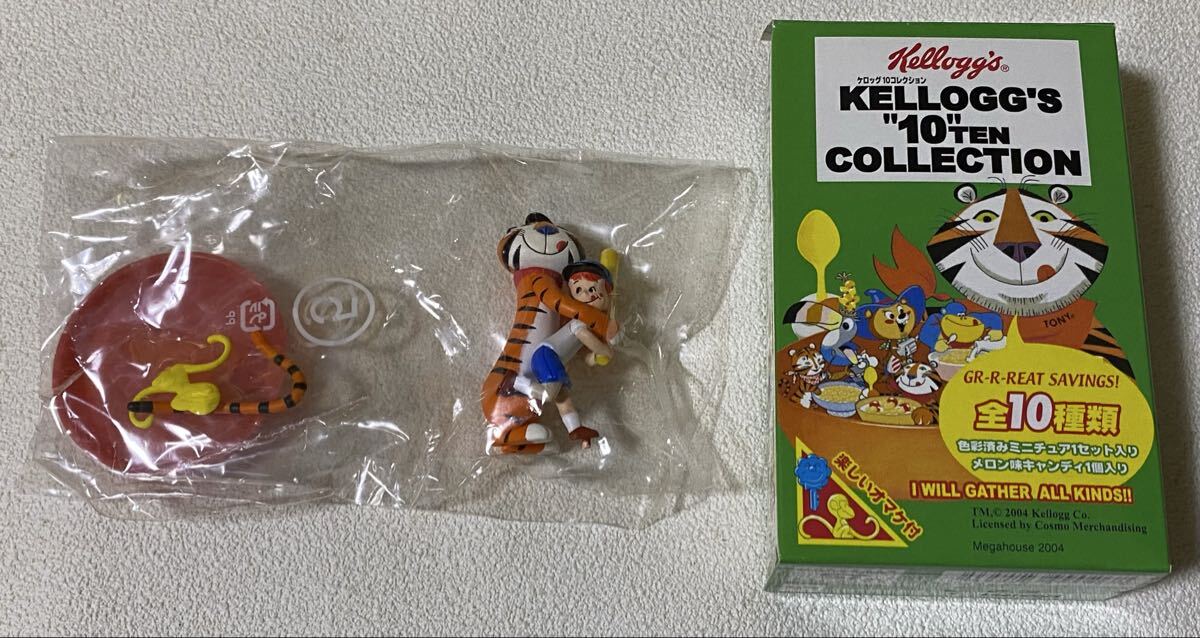 Kellogg's®
ケロッグ10コレクション
KELLOGG'S
"10"TEN
COLLECTION
TONY®
GR-R-REAT SAVINGS!
全10種類
色彩済みミニチュア1セット入り
メロン味キャンディ1個入り
I WILL GATHER ALL KINDS!!
楽しいオマケ付
TM,© 2004 Kellogg Co.
Licensed by Cosmo Merchandising
Megahouse 2004
プラ
PP